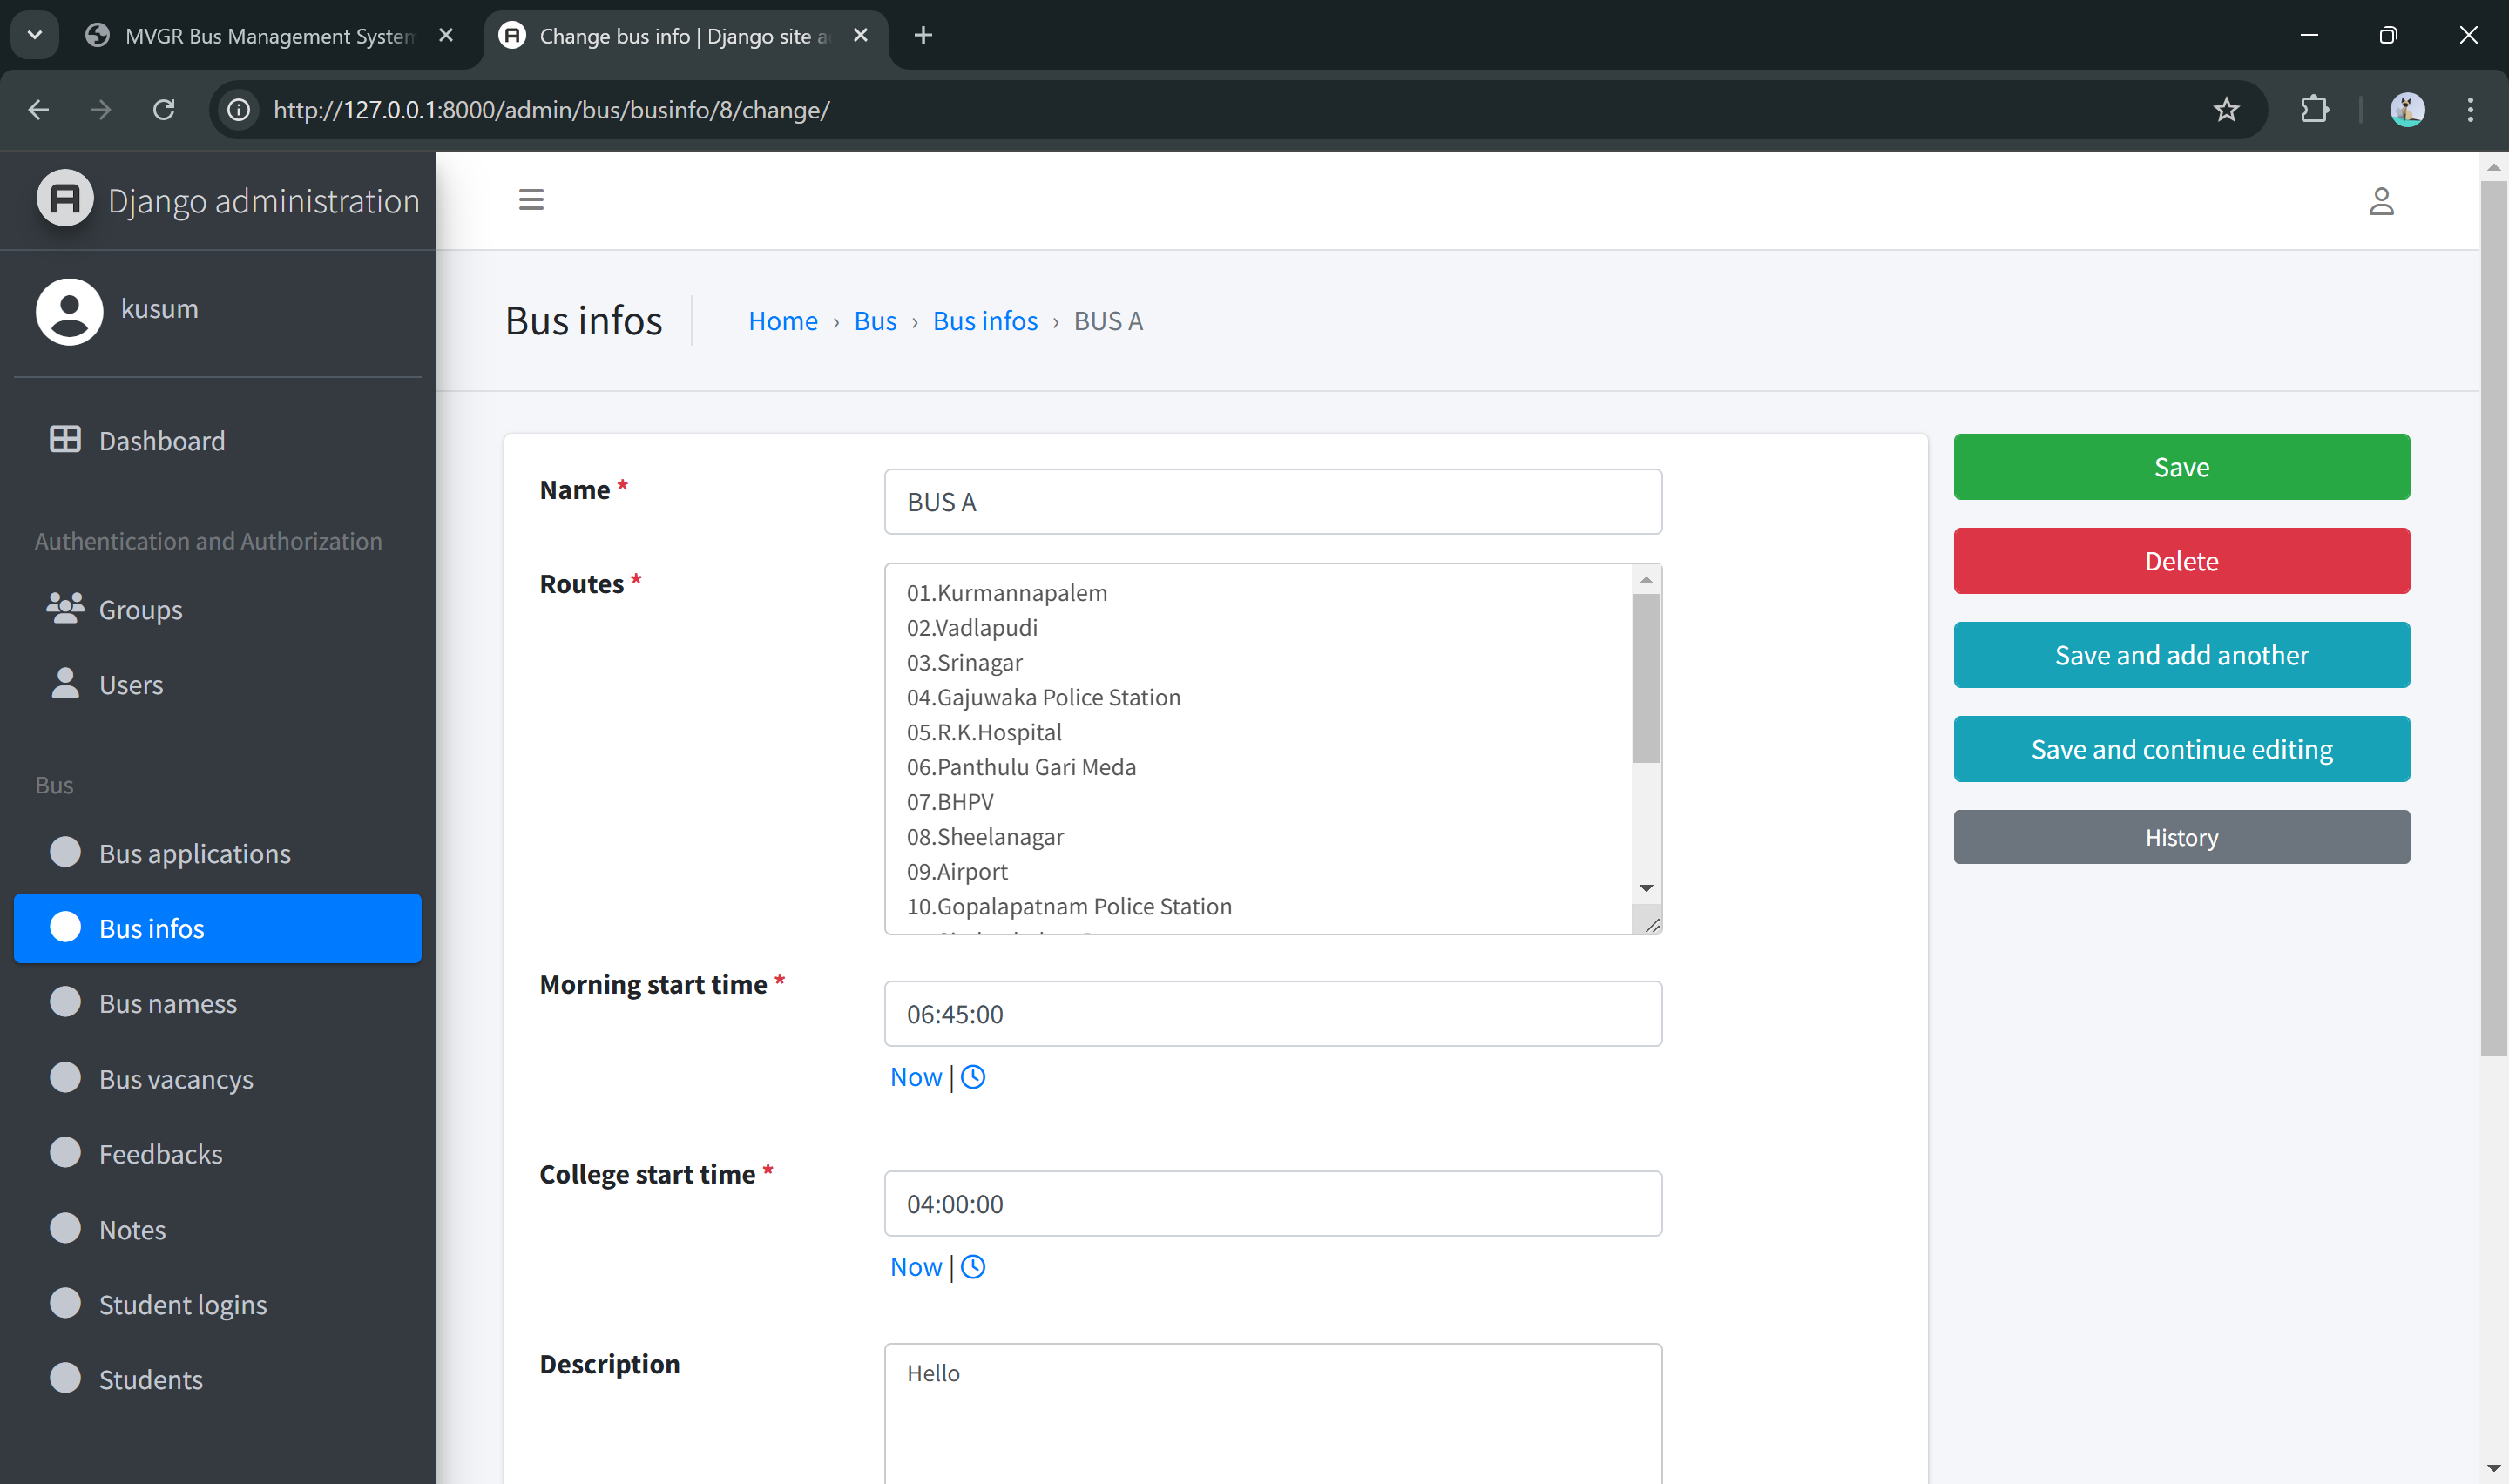 MVGR Bus Management System
Change bus info | Django site a
http://127.0.0.1:8000/admin/bus/businfo/8/change/
Django administration
kusum
Dashboard
Authentication and Authorization
Groups
Users
Bus
Bus applications
Bus infos
Bus namess
Bus vacancys
Feedbacks
Notes
Student logins
Students
Bus infos
Home › Bus › Bus infos › BUS A
Name *
BUS A
Routes *
01.Kurmannapalem
02.Vadlapudi
03.Srinagar
04.Gajuwaka Police Station
05.R.K.Hospital
06.Panthulu Gari Meda
07.BHPV
08.Sheelanagar
09.Airport
10.Gopalapatnam Police Station
Morning start time *
06:45:00
Now |
College start time *
04:00:00
Now |
Description
Hello
Save
Delete
Save and add another
Save and continue editing
History